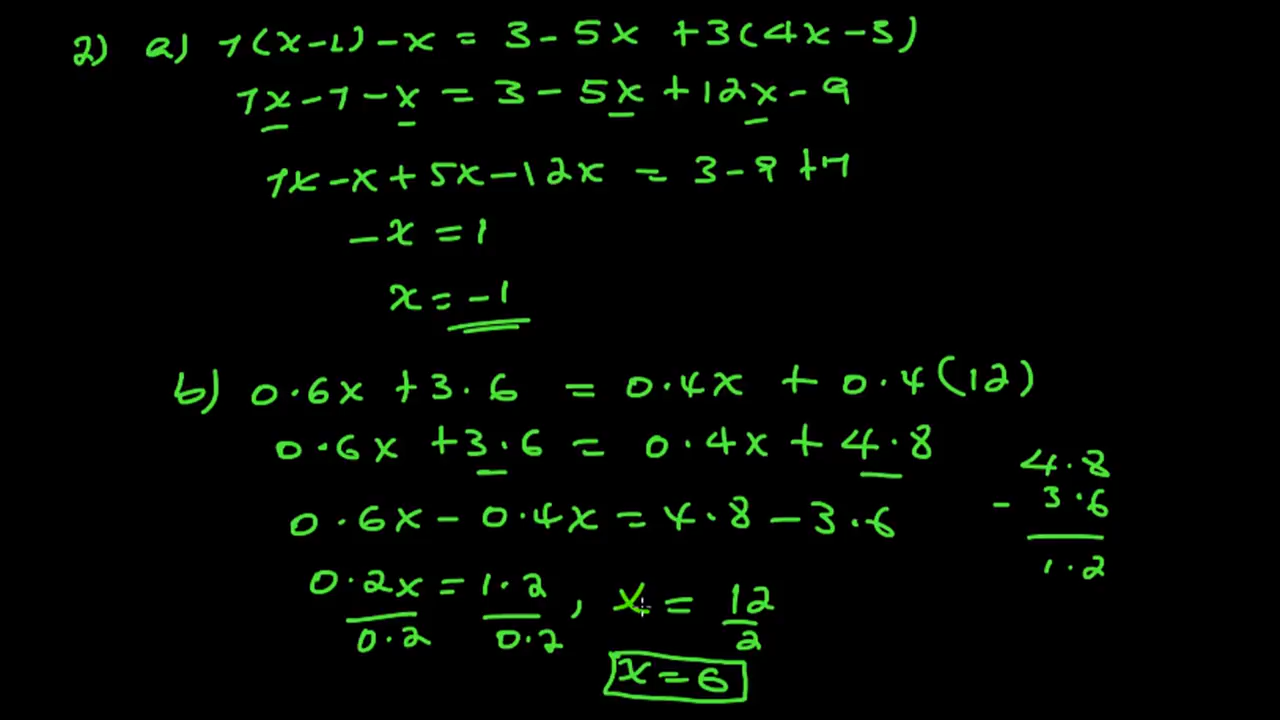 2) a) 7(x-1)-x = 3-5x +3(4x-3)
7x-7-x = 3-5x+12x-9
7x-x+5x-12x = 3-9+7
-x = 1
x = -1
b) 0.6x +3.6 = 0.4x + 0.4(12)
0.6x +3.6 = 0.4x + 4.8
0.6x - 0.4x = 4.8 - 3.6
0.2x/0.2 = 1.2/0.2, x = 12/2
x = 6
4.8
- 3.6
1.2